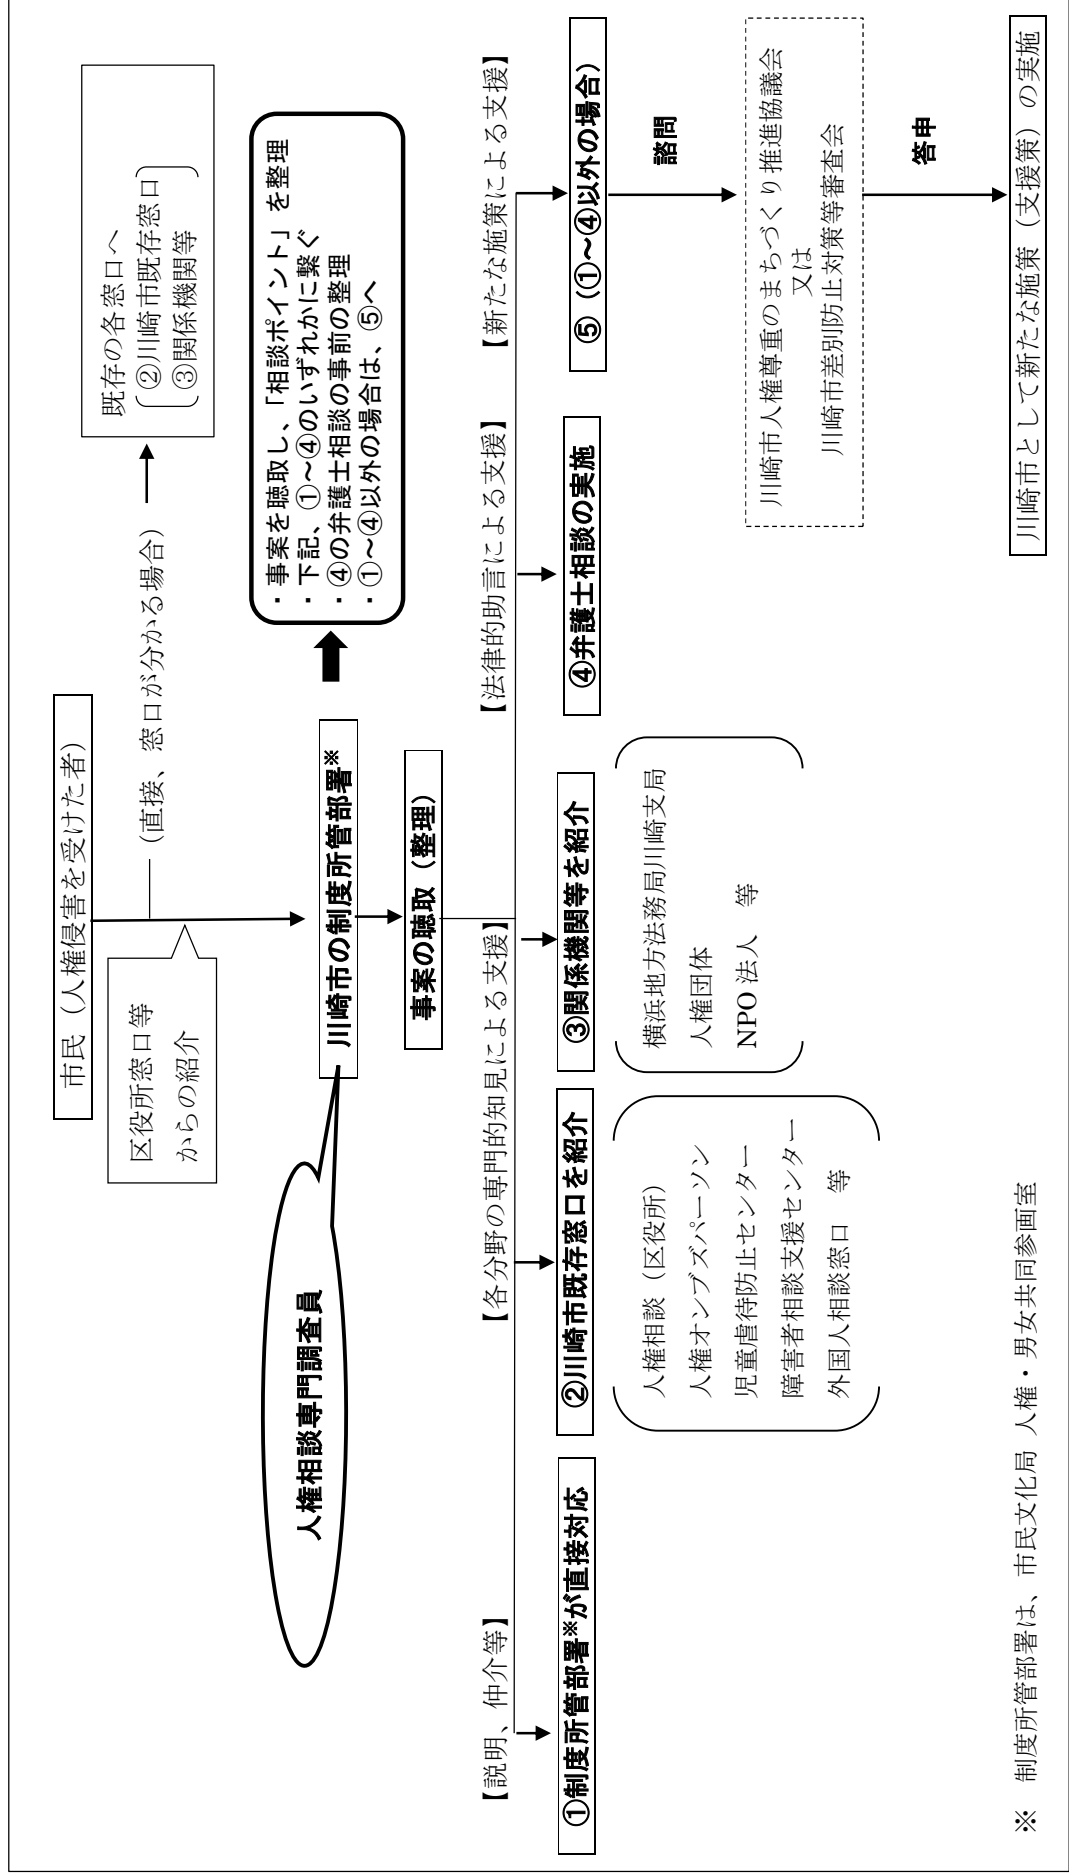 市民（人権侵害を受けた者）
区役所窓口等
からの紹介
（直接、窓口が分かる場合）
既存の各窓口へ
②川崎市既存窓口
③関係機関等
人権相談専門調査員
川崎市の制度所管部署※
・事案を聴取し、「相談ポイント」を整理
・下記、①～④のいずれかに繋ぐ
・④の弁護士相談の事前の整理
・①～④以外の場合は、⑤へ
事案の聴取（整理）
【説明、仲介等】
【各分野の専門的知見による支援】
【法律的助言による支援】
【新たな施策による支援】
①制度所管部署※が直接対応
②川崎市既存窓口を紹介
人権相談（区役所）
人権オンブズパーソン
児童虐待防止センター
障害者相談支援センター
外国人相談窓口　等
③関係機関等を紹介
横浜地方法務局川崎支局
人権団体
NPO 法人　等
④弁護士相談の実施
⑤（①～④以外の場合）
諮問
川崎市人権尊重のまちづくり推進協議会
又は
川崎市差別防止対策等審査会
答申
川崎市として新たな施策（支援策）の実施
※　制度所管部署は、市民文化局 人権・男女共同参画室